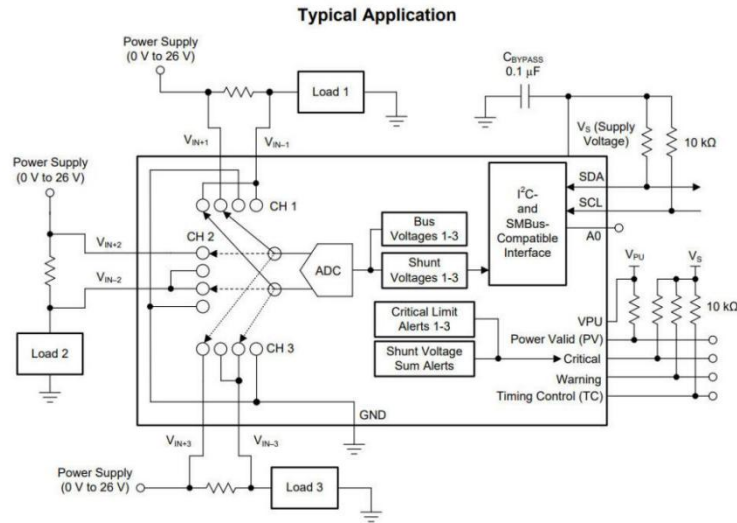 Typical Application
Power Supply
(0 V to 26 V)
Load 1
CBYPASS
0.1 μF
VS (Supply
Voltage)
10 kΩ
VIN+1
VIN–1
Power Supply
(0 V to 26 V)
CH 1
SDA
SCL
A0
I2C-
and
SMBus-
Compatible
Interface
Bus
Voltages 1-3
VIN+2
CH 2
ADC
Shunt
Voltages 1-3
VIN–2
VPU
VS
10 kΩ
Critical Limit
Alerts 1-3
VPU
Load 2
CH 3
Shunt Voltage
Sum Alerts
Power Valid (PV)
Critical
Warning
Timing Control (TC)
GND
VIN+3
VIN–3
Power Supply
(0 V to 26 V)
Load 3